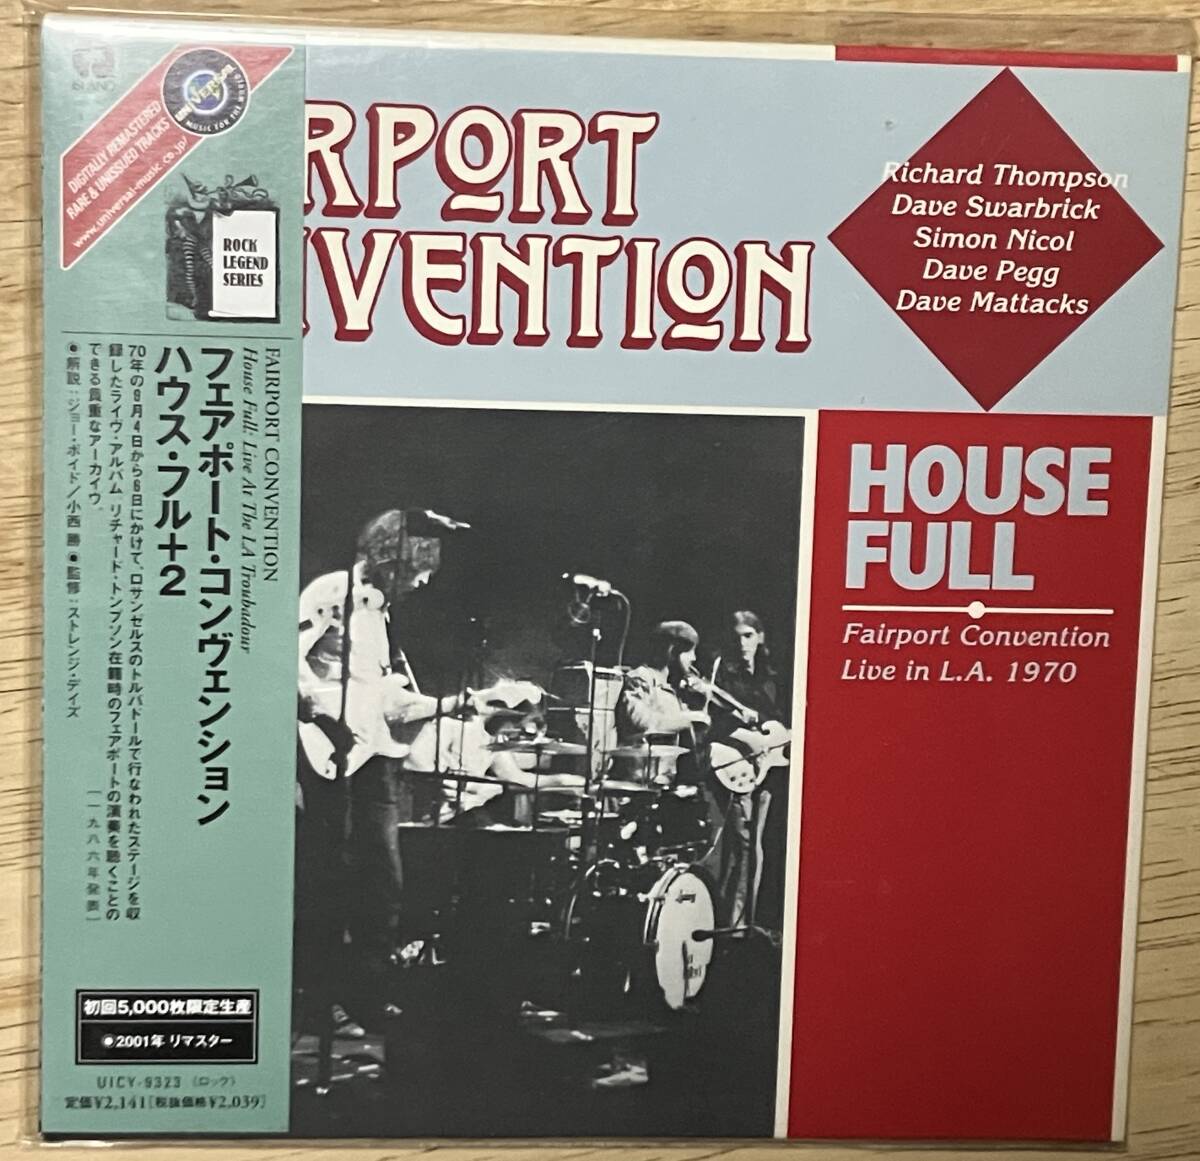 ISLAND
DIGITALLY REMASTERED
RARE & UNISSUED TRACKS
www.universal-music.co.jp/
UNIVERSAL
MUSIC FOR THE
ROCK
LEGEND
SERIES
FAIRPORT CONVENTION
House Full: Live At The LA Troubadour
フェアポート・コンヴェンション
ハウス・フル+2
70年の9月4日から6日にかけて、ロサンゼルスのトルバドールで行なわれたステージを収
録したライヴ・アルバム。リチャード・トンプソン在籍時のフェアポートの演奏を聴くことの
できる貴重なアーカイヴ。
[一九八六年発表]
●解説:ジョー・ボイド/小西 勝 ●監修:ストレンジ・デイズ
初回5,000枚限定生産
●2001年 リマスター
UICY-9323 (ロック)
定価¥2,141[税抜価格¥2,039]
RPORT
VENTION
Richard Thompson
Dave Swarbrick
Simon Nicol
Dave Pegg
Dave Mattacks
HOUSE
FULL
Fairport Convention
Live in L.A. 1970